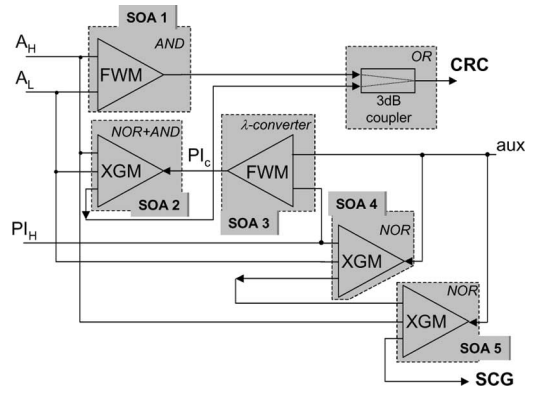 SOA 1
A_H
AND
FWM
A_L
OR
CRC
3dB
coupler
NOR+AND
λ-converter
XGM
PI_c
FWM
aux
SOA 2
SOA 3
SOA 4
PI_H
NOR
XGM
NOR
XGM
SOA 5
SCG